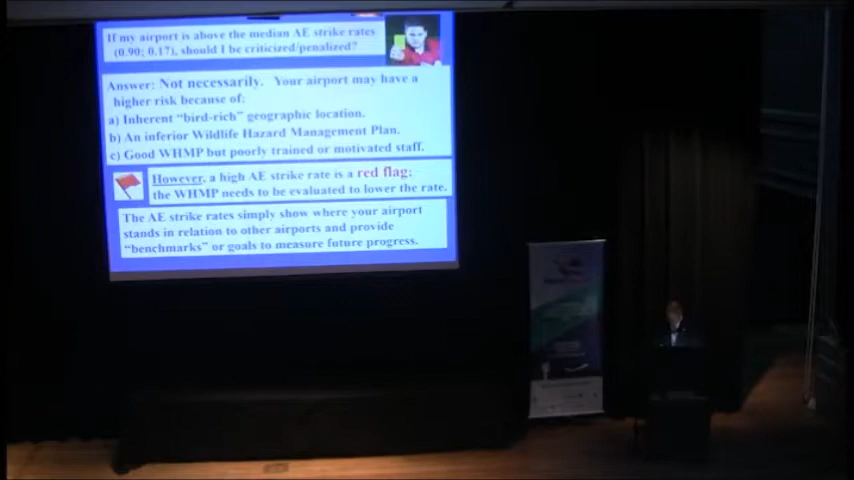 If my airport is above the median AE strike rates
(0.90; 0.17), should I be criticized/penalized?
Answer: Not necessarily. Your airport may have a
higher risk because of:
a) Inherent “bird-rich” geographic location.
b) An inferior Wildlife Hazard Management Plan.
c) Good WHMP but poorly trained or motivated staff.
However, a high AE strike rate is a red flag;
the WHMP needs to be evaluated to lower the rate.
The AE strike rates simply show where your airport
stands in relation to other airports and provide
“benchmarks” or goals to measure future progress.